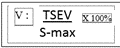 V : TSEV X 100%
S-max